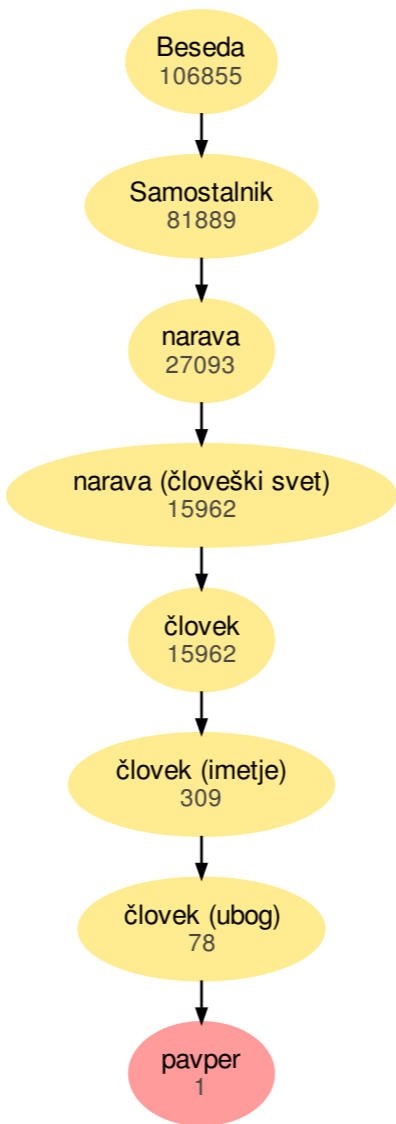 Beseda
106855
Samostalnik
81889
narava
27093
narava (človeški svet)
15962
človek
15962
človek (imetje)
309
človek (ubog)
78
pavper
1